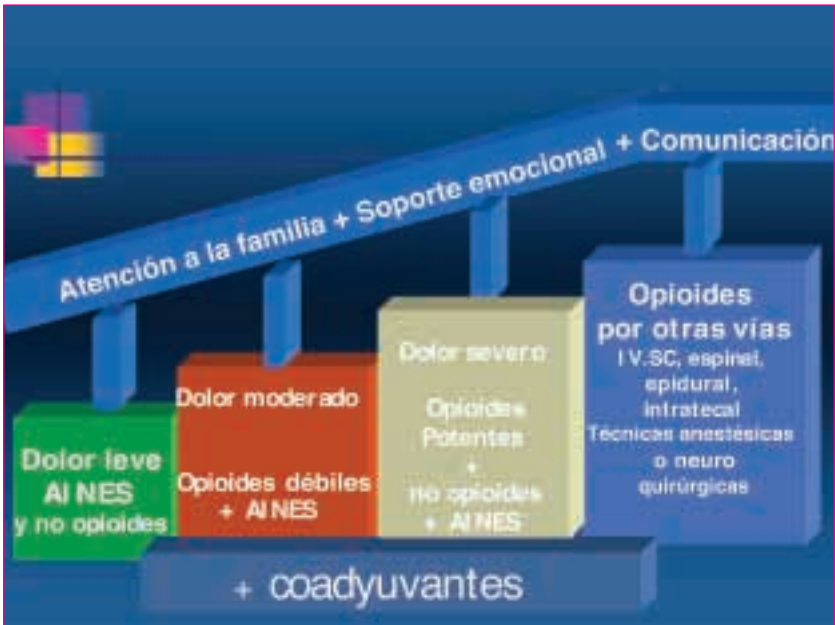 Atención a la familia + Soporte emocional + Comunicación
Dolor leve
AINES
y no opioides
Dolor moderado
Opioides débiles
+ AINES
Dolor severo
Opioides
Potentes
+
no opioides
+ AINES
Opioides
por otras vías
IV.SC, espinal,
epidural,
intratecal
Técnicas anestésicas
o neuro
quirúrgicas
+ coadyuvantes